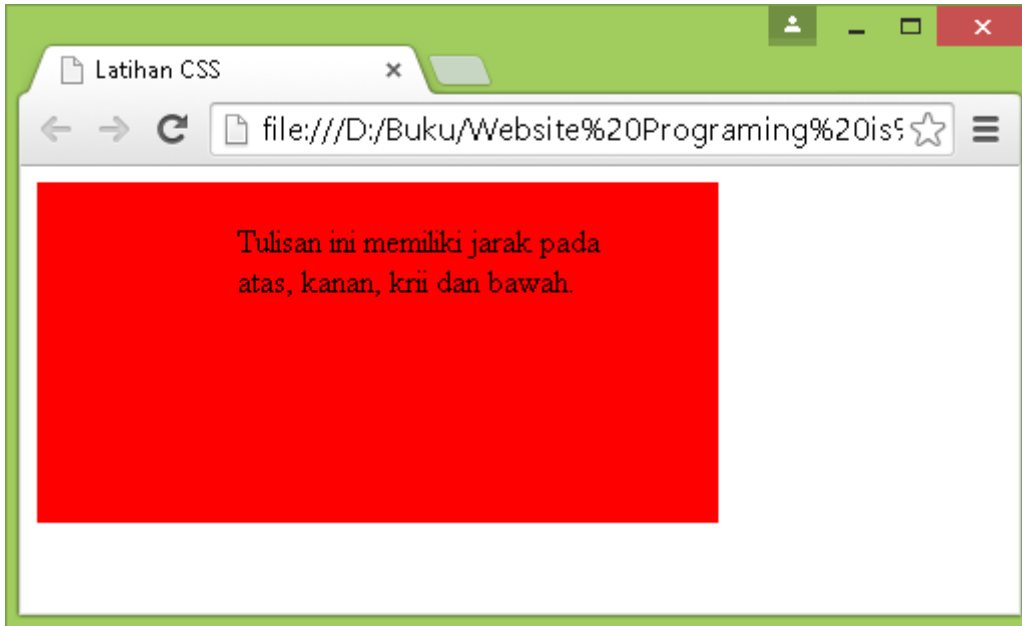 Latihan CSS
file:///D:/Buku/Website%20Programing%20is%
Tulisan ini memiliki jarak pada
atas, kanan, krii dan bawah.